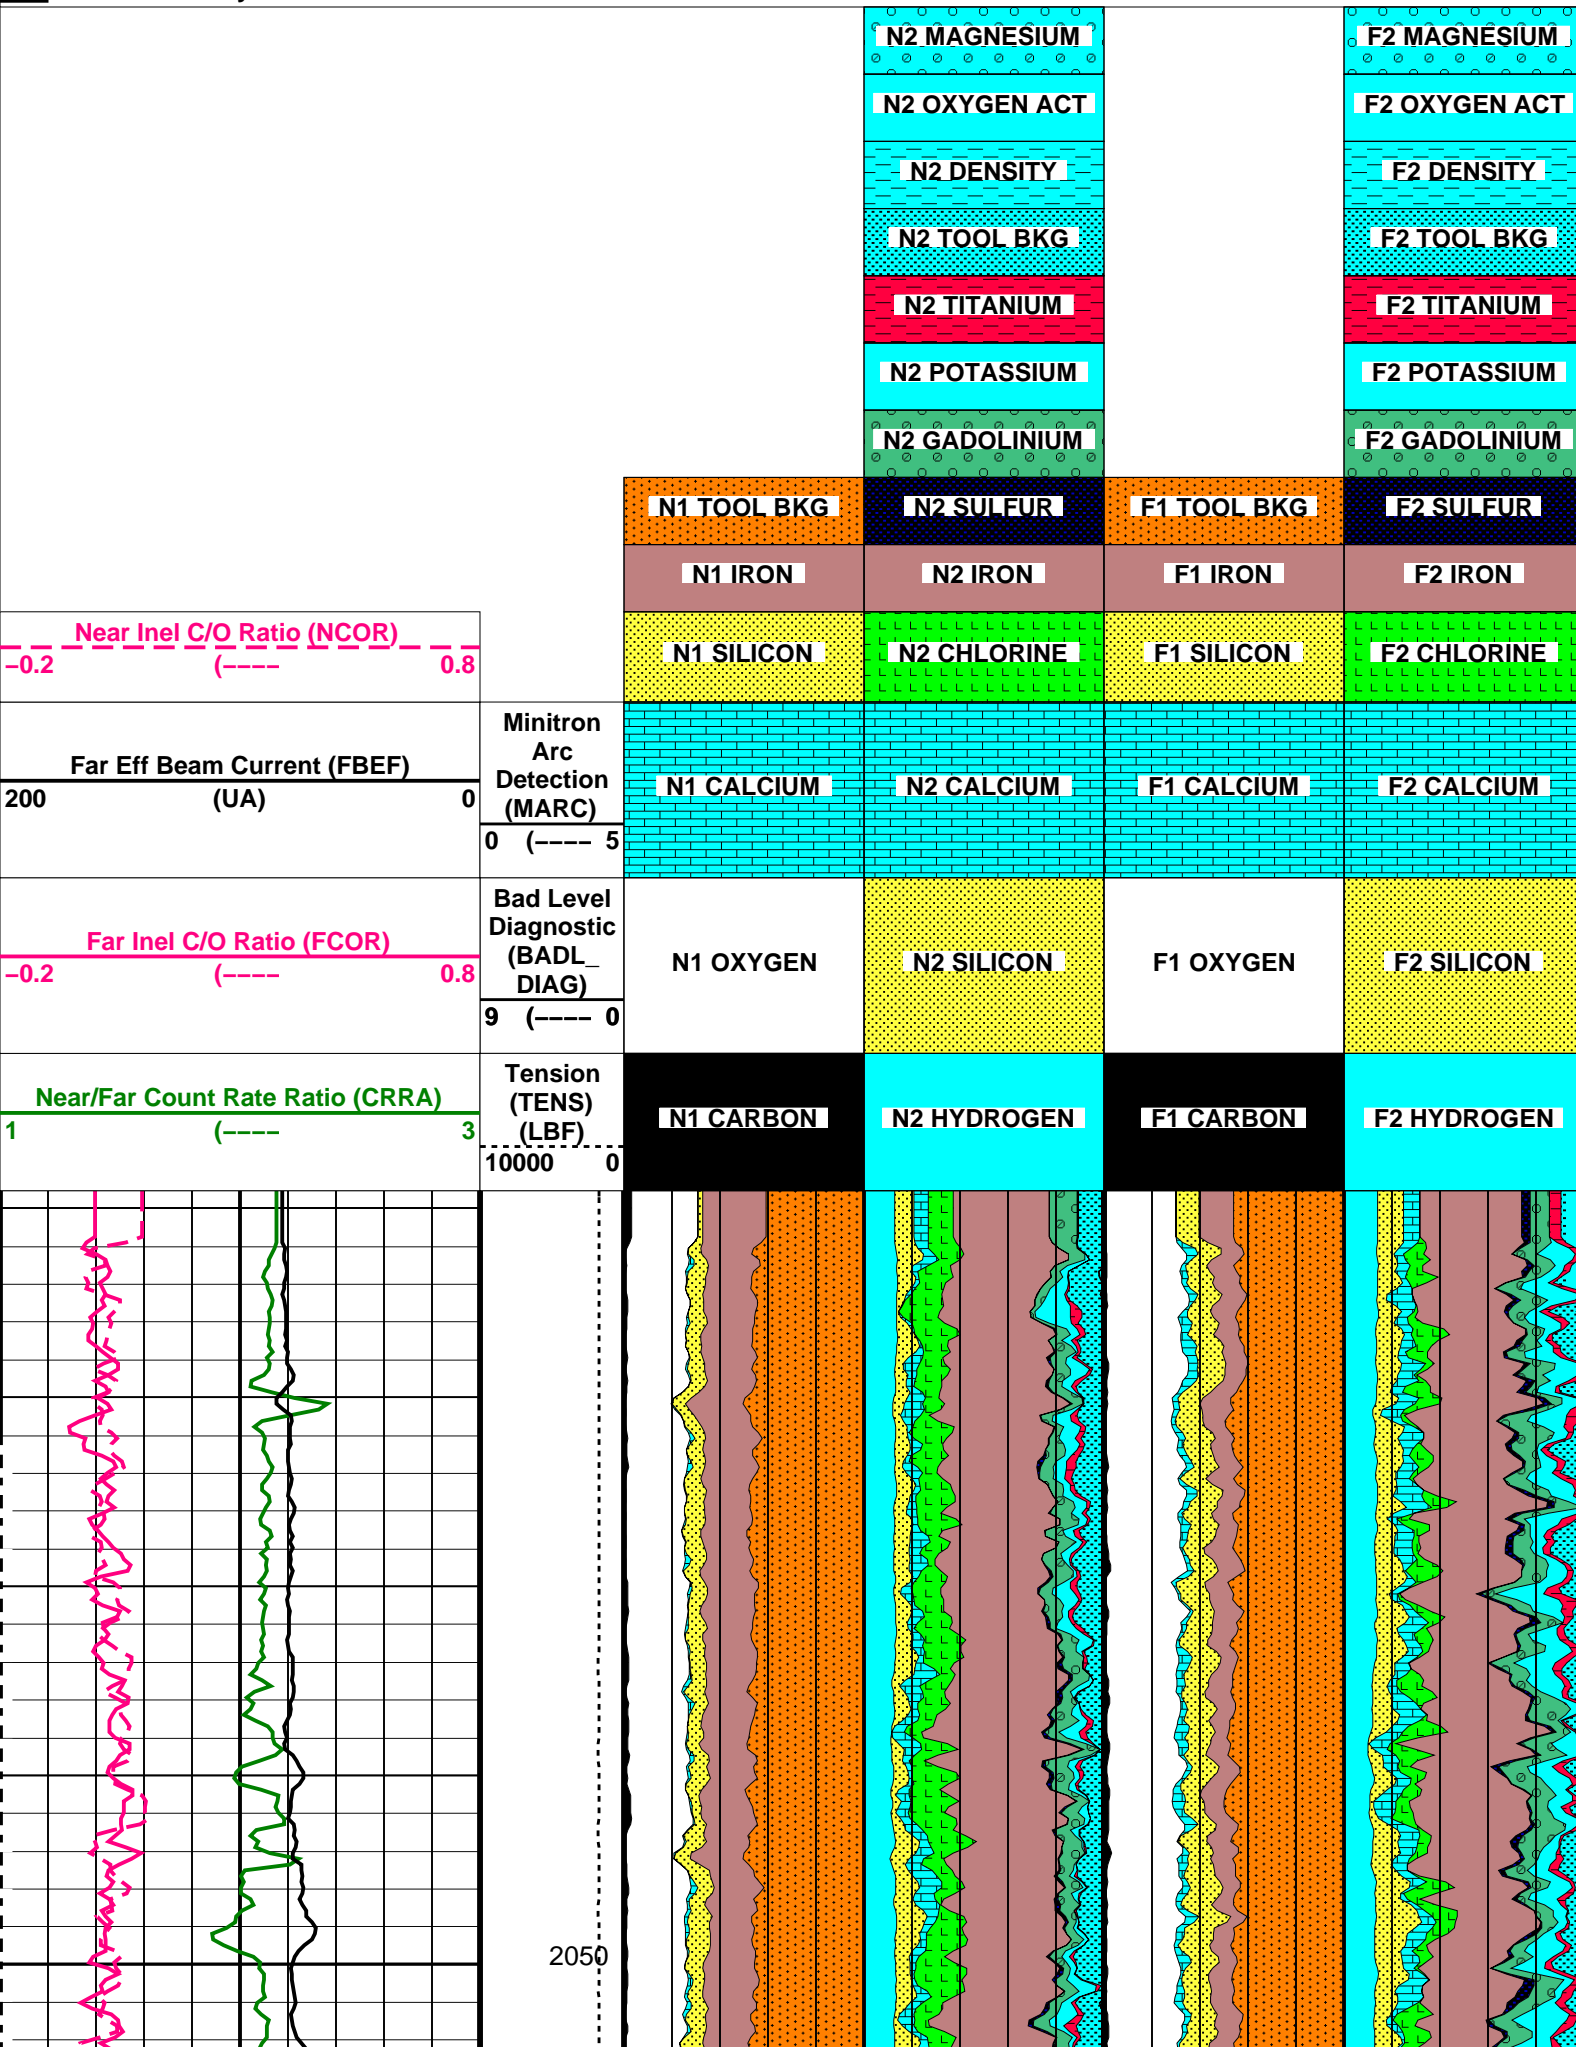 N2 MAGNESIUM F2 MAGNESIUM
N2 OXYGEN ACT F2 OXYGEN ACT
N2 DENSITY F2 DENSITY
N2 TOOL BKG F2 TOOL BKG
N2 TITANIUM F2 TITANIUM
N2 POTASSIUM F2 POTASSIUM
N2 GADOLINIUM F2 GADOLINIUM
N1 TOOL BKG N2 SULFUR F1 TOOL BKG F2 SULFUR
N1 IRON N2 IRON F1 IRON F2 IRON
Near Inel C/O Ratio (NCOR)
−0.2 (−−−− 0.8
N1 SILICON N2 CHLORINE F1 SILICON F2 CHLORINE
Far Eff Beam Current (FBEF)
200 (UA) 0
Minitron
Arc
Detection
(MARC)
0 (−−−− 5
N1 CALCIUM N2 CALCIUM F1 CALCIUM F2 CALCIUM
Far Inel C/O Ratio (FCOR)
−0.2 (−−−− 0.8
Bad Level
Diagnostic
(BADL_
DIAG)
9 (−−−− 0
N1 OXYGEN N2 SILICON F1 OXYGEN F2 SILICON
Near/Far Count Rate Ratio (CRRA)
1 (−−−− 3
Tension
(TENS)
(LBF)
10000 0
N1 CARBON N2 HYDROGEN F1 CARBON F2 HYDROGEN
2050